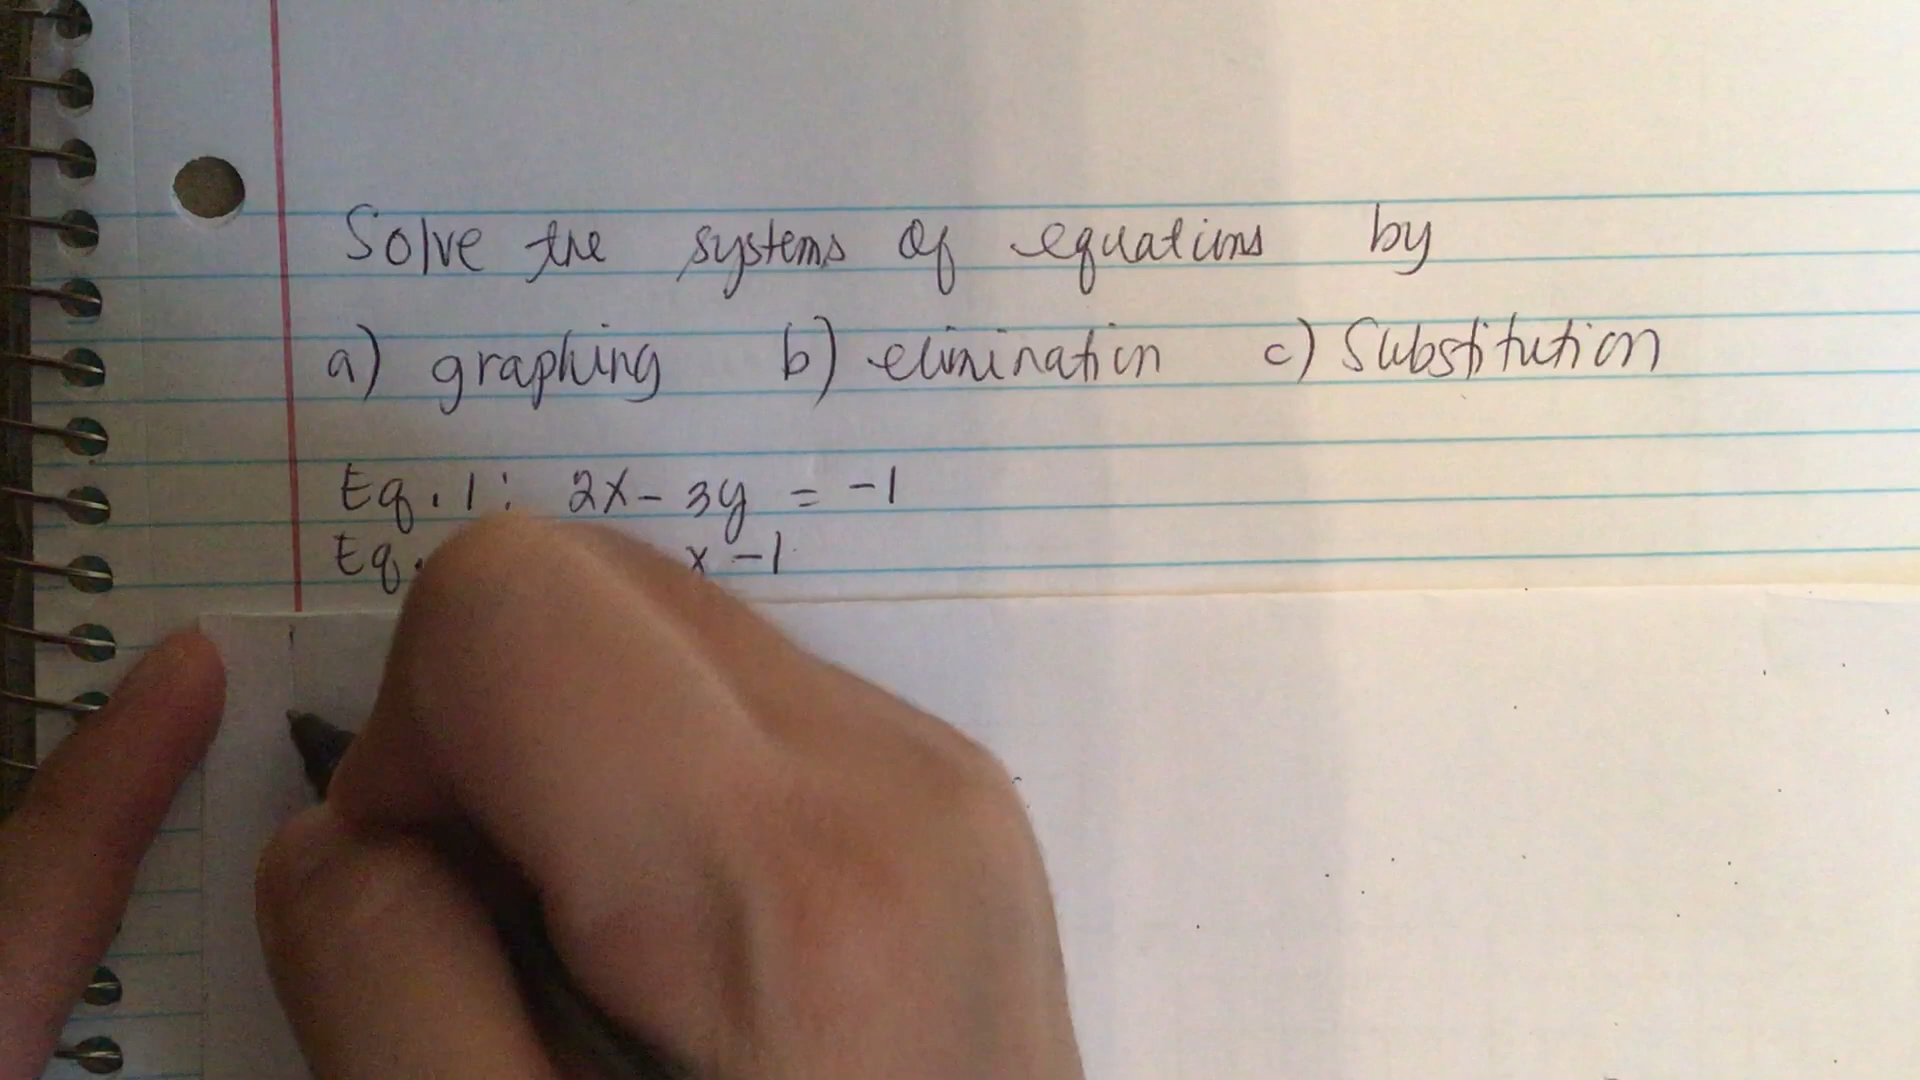 Solve the systems of equations by
a) graphing b) elimination c) Substitution
Eq. 1: 2x - 3y = -1
Eq. x - 1